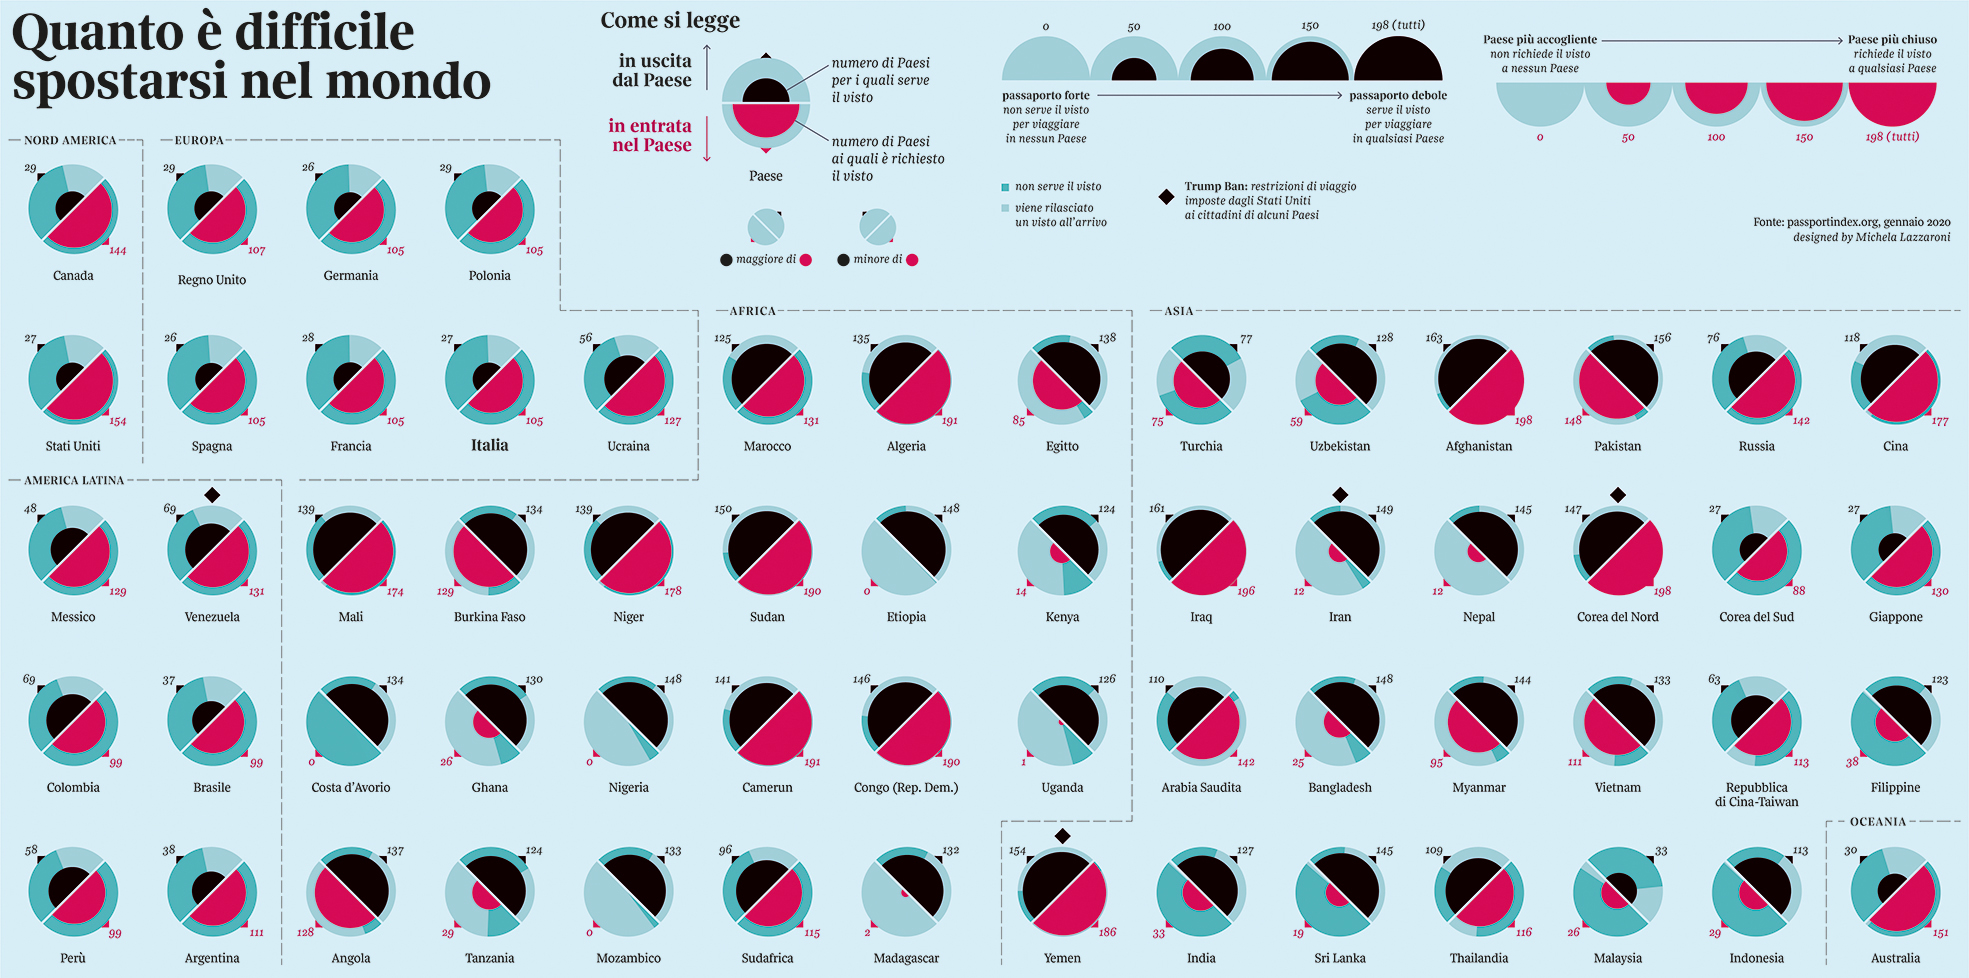 Quanto è difficile
spostarsi nel mondo
Come si legge
in uscita
dal Paese
in entrata
nel Paese
numero di Paesi
per i quali serve
il visto
numero di Paesi
ai quali è richiesto
il visto
Paese
maggiore di
minore di
0 50 100 150 198 (tutti)
passaporto forte
non serve il visto
per viaggiare
in nessun Paese
passaporto debole
serve il visto
per viaggiare
in qualsiasi Paese
non serve il visto
viene rilasciato
un visto all'arrivo
Trump Ban: restrizioni di viaggio
imposte dagli Stati Uniti
ai cittadini di alcuni Paesi
Paese più accogliente
non richiede il visto
a nessun Paese
Paese più chiuso
richiede il visto
a qualsiasi Paese
0 50 100 150 198 (tutti)
Fonte: passportindex.org, gennaio 2020
designed by Michela Lazzaroni
NORD AMERICA
EUROPA
29 29 26 29
144 107 105 105
Canada Regno Unito Germania Polonia
AFRICA
ASIA
27 26 28 27 56 125 135 138 77 128 163 156 76 118
154 105 105 105 127 131 191 85 75 59 198 148 142 177
Stati Uniti Spagna Francia Italia Ucraina Marocco Algeria Egitto Turchia Uzbekistan Afghanistan Pakistan Russia Cina
AMERICA LATINA
48 69 139 134 139 150 148 124 161 149 145 147 27 27
129 131 174 129 178 190 0 14 196 12 12 198 88 130
Messico Venezuela Mali Burkina Faso Niger Sudan Etiopia Kenya Iraq Iran Nepal Corea del Nord Corea del Sud Giappone
69 37 134 130 148 141 146 126 110 148 144 133 63 123
99 99 0 26 0 191 190 1 142 25 95 111 113 38
Colombia Brasile Costa d'Avorio Ghana Nigeria Camerun Congo (Rep. Dem.) Uganda Arabia Saudita Bangladesh Myanmar Vietnam Repubblica
di Cina-Taiwan Filippine
OCEANIA
58 38 137 124 133 96 132 154 127 145 109 33 113 30
99 111 128 29 0 115 2 186 33 19 116 26 29 151
Perù Argentina Angola Tanzania Mozambico Sudafrica Madagascar Yemen India Sri Lanka Thailandia Malaysia Indonesia Australia